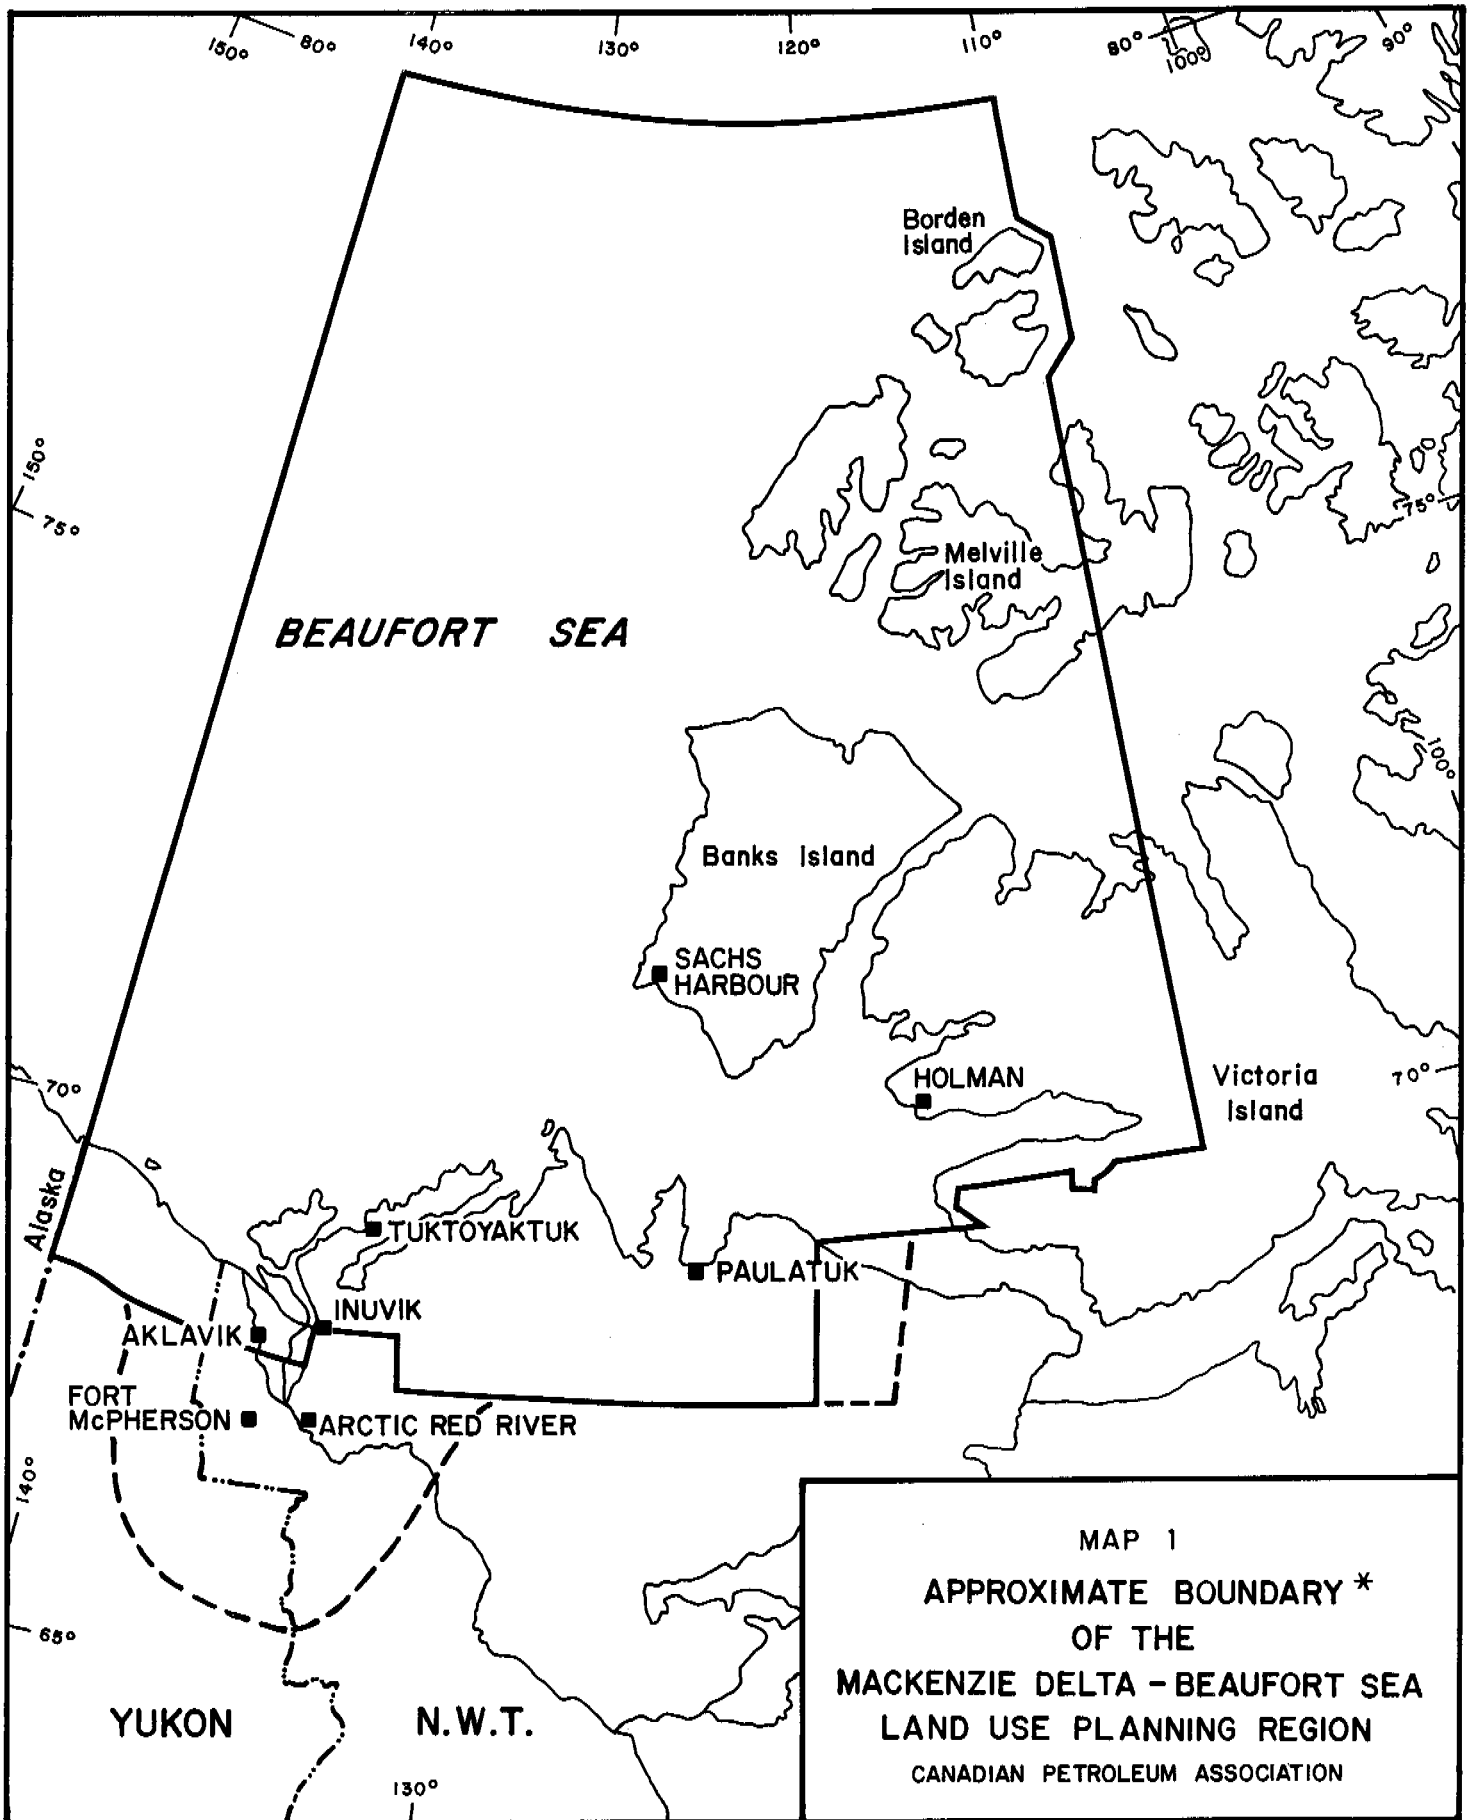 150°
80°
140°
130°
120°
110°
80°
100°
90°
Borden
Island
150°
75°
75°
Melville
Island
BEAUFORT SEA
100°
Banks Island
SACHS
HARBOUR
70°
HOLMAN
Victoria
Island
70°
Alaska
TUKTOYAKTUK
PAULATUK
INUVIK
AKLAVIK
FORT
McPHERSON
ARCTIC RED RIVER
140°
65°
YUKON
N.W.T.
130°
MAP 1
APPROXIMATE BOUNDARY *
OF THE
MACKENZIE DELTA - BEAUFORT SEA
LAND USE PLANNING REGION
CANADIAN PETROLEUM ASSOCIATION